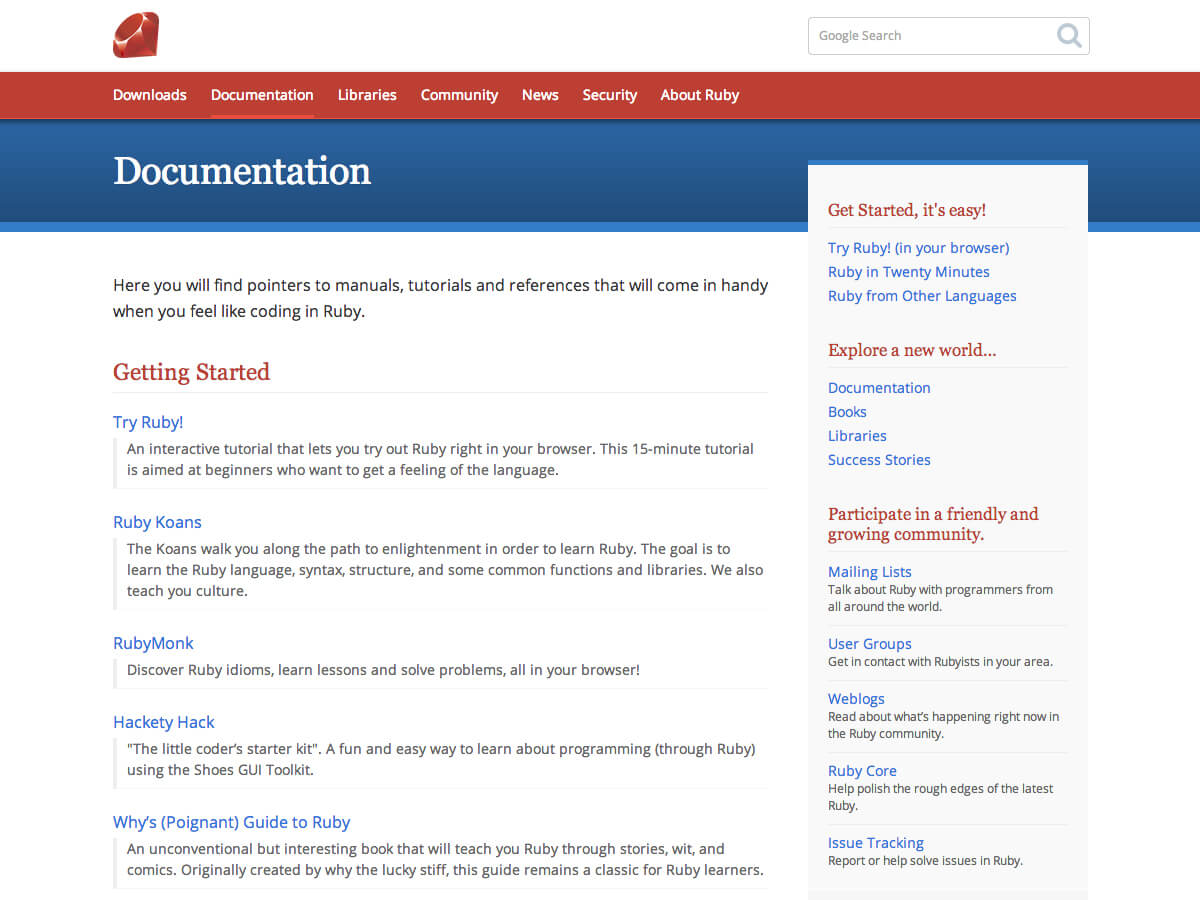 Google Search
Downloads Documentation Libraries Community News Security About Ruby
Documentation
Here you will find pointers to manuals, tutorials and references that will come in handy
when you feel like coding in Ruby.
Getting Started
Try Ruby!
An interactive tutorial that lets you try out Ruby right in your browser. This 15-minute tutorial
is aimed at beginners who want to get a feeling of the language.
Ruby Koans
The Koans walk you along the path to enlightenment in order to learn Ruby. The goal is to
learn the Ruby language, syntax, structure, and some common functions and libraries. We also
teach you culture.
RubyMonk
Discover Ruby idioms, learn lessons and solve problems, all in your browser!
Hackety Hack
"The little coder’s starter kit". A fun and easy way to learn about programming (through Ruby)
using the Shoes GUI Toolkit.
Why’s (Poignant) Guide to Ruby
An unconventional but interesting book that will teach you Ruby through stories, wit, and
comics. Originally created by why the lucky stiff, this guide remains a classic for Ruby learners.
Get Started, it's easy!
Try Ruby! (in your browser)
Ruby in Twenty Minutes
Ruby from Other Languages
Explore a new world...
Documentation
Books
Libraries
Success Stories
Participate in a friendly and
growing community.
Mailing Lists
Talk about Ruby with programmers from
all around the world.
User Groups
Get in contact with Rubyists in your area.
Weblogs
Read about what’s happening right now in
the Ruby community.
Ruby Core
Help polish the rough edges of the latest
Ruby.
Issue Tracking
Report or help solve issues in Ruby.